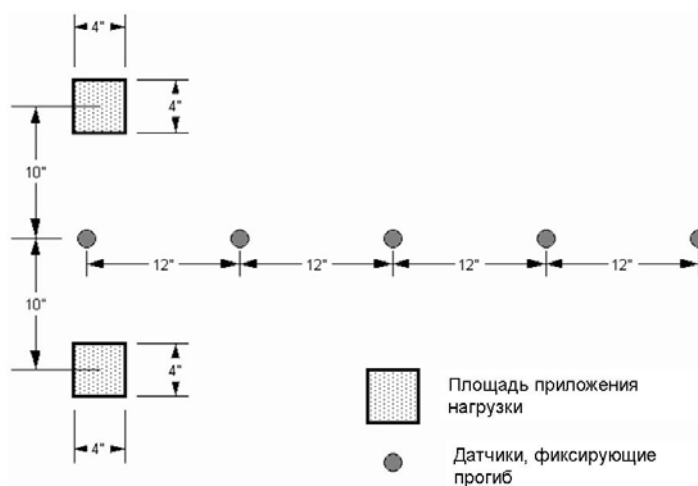 4"
4"
10"
12"
12"
12"
12"
10"
4"
4"
Площадь приложения
нагрузки
Датчики, фиксирующие
прогиб